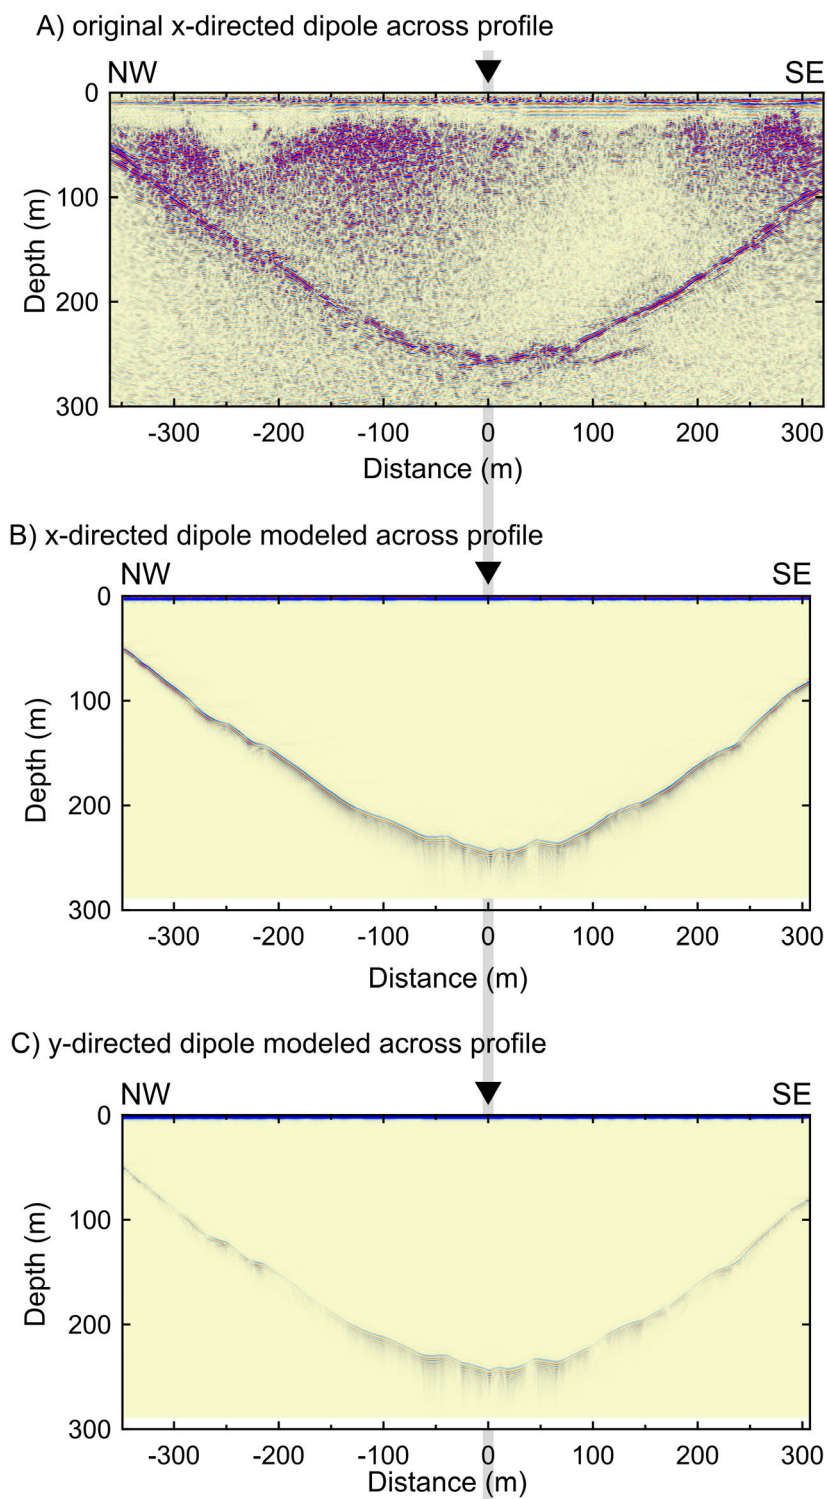 A) original x-directed dipole across profile
NW SE
0
100
200
300
Depth (m)
-300 -200 -100 0 100 200 300
Distance (m)
B) x-directed dipole modeled across profile
NW SE
0
100
200
300
Depth (m)
-300 -200 -100 0 100 200 300
Distance (m)
C) y-directed dipole modeled across profile
NW SE
0
100
200
300
Depth (m)
-300 -200 -100 0 100 200 300
Distance (m)